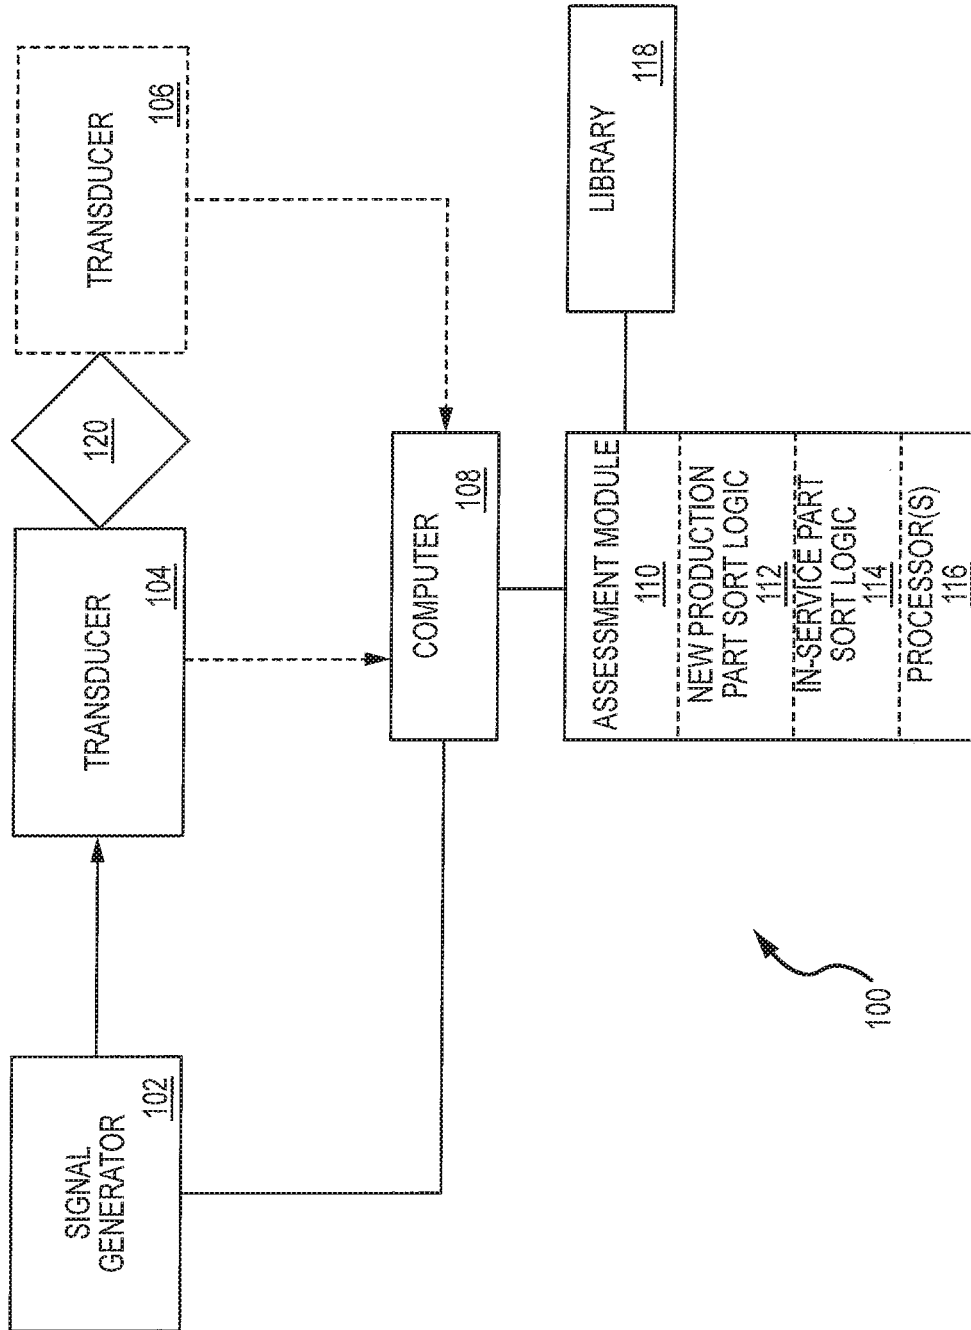 SIGNAL
GENERATOR
102
TRANSDUCER
104
120
TRANSDUCER
106
COMPUTER
108
ASSESSMENT MODULE
110
NEW PRODUCTION
PART SORT LOGIC
112
IN-SERVICE PART
SORT LOGIC
114
PROCESSOR(S)
116
LIBRARY
118
100